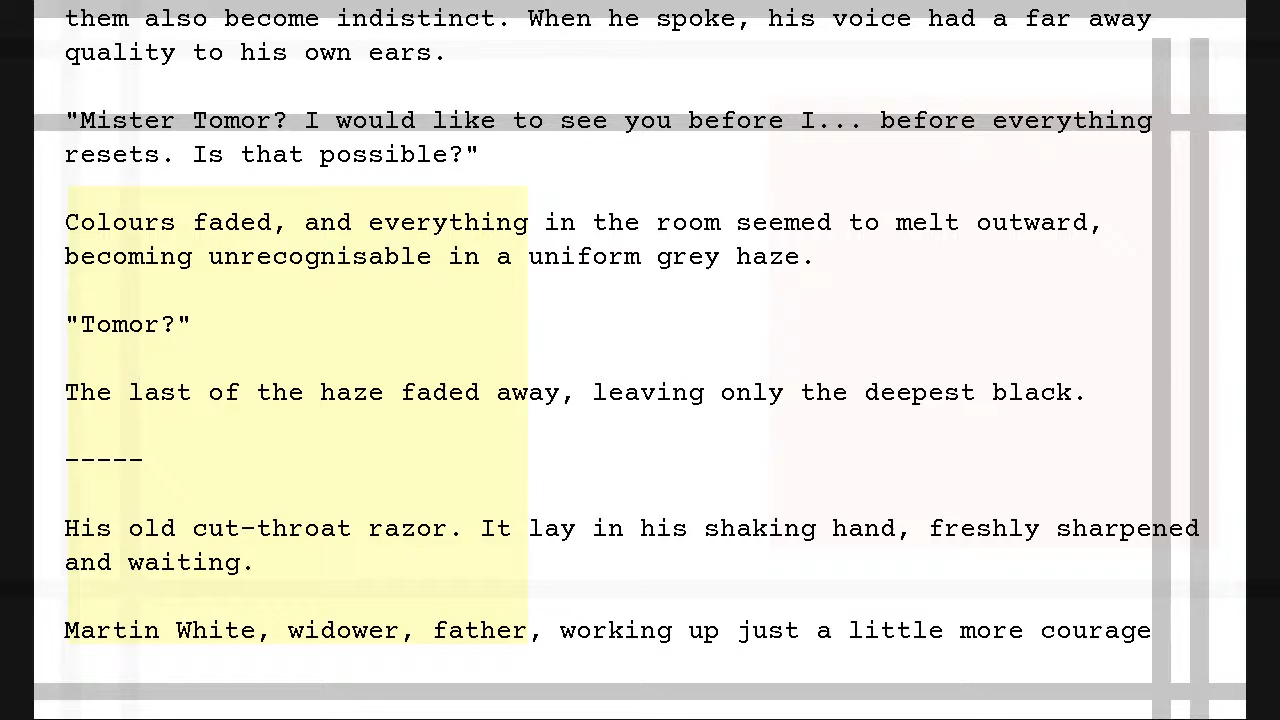 them also become indistinct. When he spoke, his voice had a far away
quality to his own ears.
"Mister Tomor? I would like to see you before I... before everything
resets. Is that possible?"
Colours faded, and everything in the room seemed to melt outward,
becoming unrecognisable in a uniform grey haze.
"Tomor?"
The last of the haze faded away, leaving only the deepest black.
-----
His old cut-throat razor. It lay in his shaking hand, freshly sharpened
and waiting.
Martin White, widower, father, working up just a little more courage